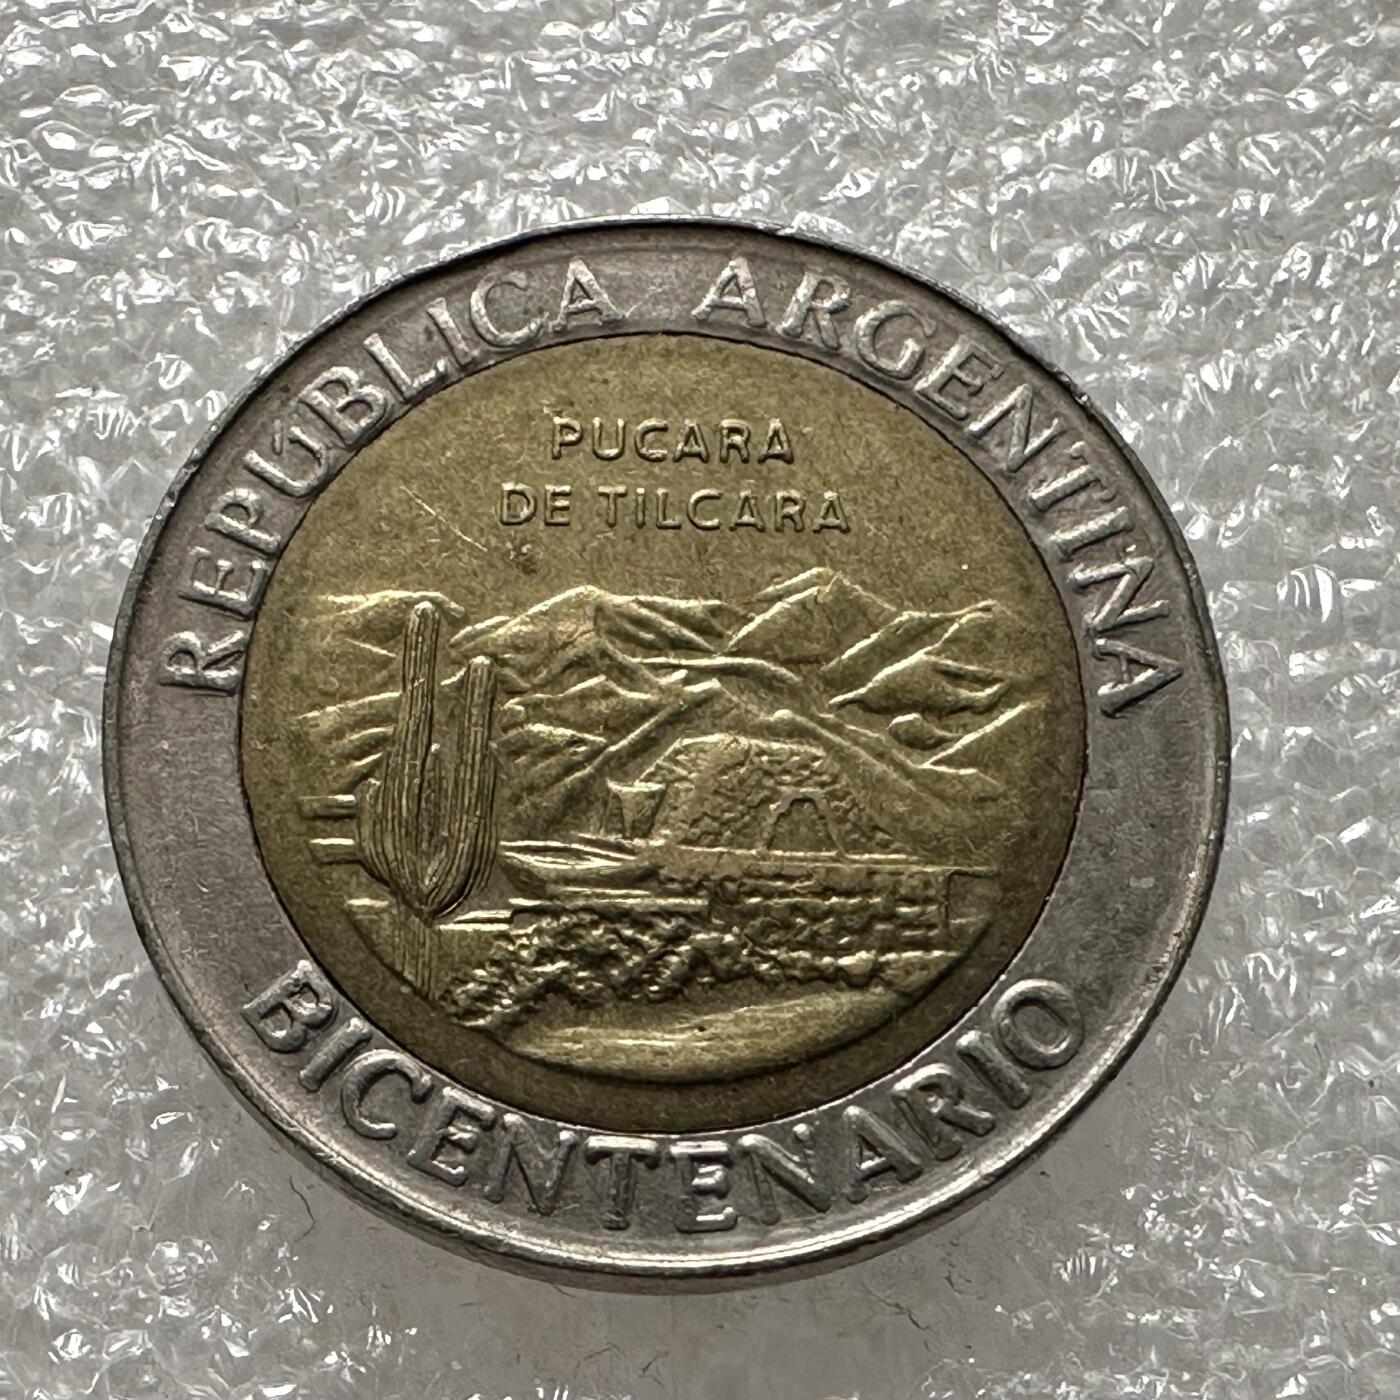 REPÚBLICA ARGENTINA
PUCARA
DE TILCARA
BICENTENARIO